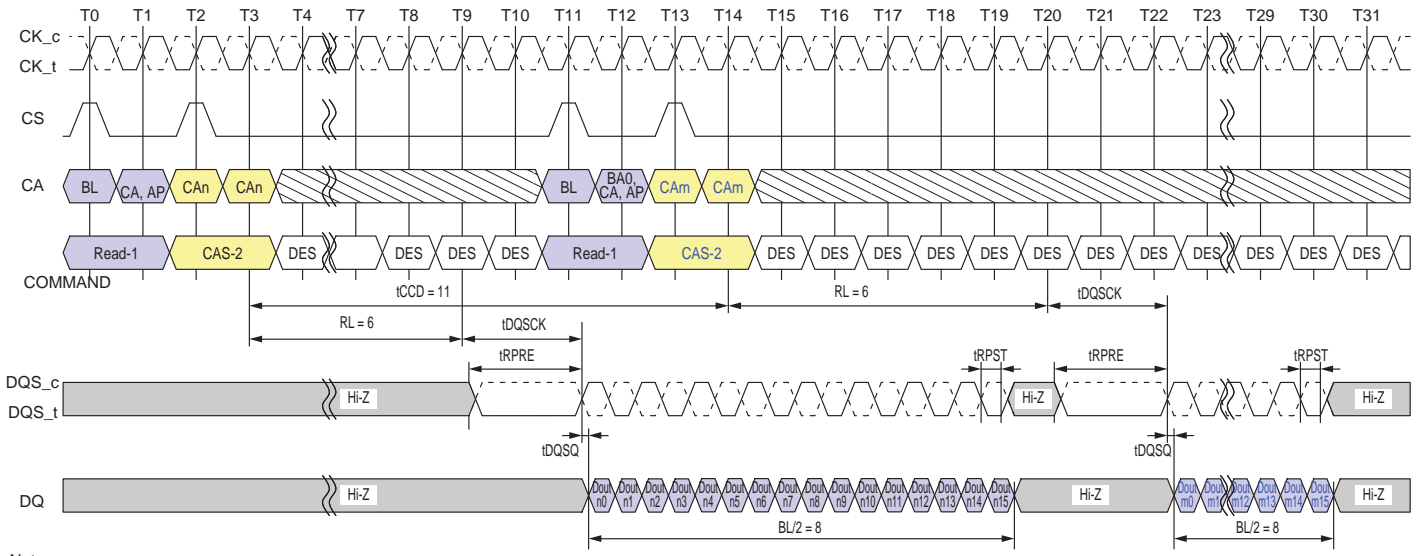 T0 T1 T2 T3 T4 T7 T8 T9 T10 T11 T12 T13 T14 T15 T16 T17 T18 T19 T20 T21 T22 T23 T29 T30 T31
CK_c
CK_t
CS
CA BL CA, AP CAn CAn BL BA0, CA, AP CAm CAm
Read-1 CAS-2 DES DES DES DES Read-1 CAS-2 DES DES DES DES DES DES DES DES DES DES DES DES
COMMAND
tCCD = 11 RL = 6 tDQSCK
RL = 6 tDQSCK
tRPRE tRPST tRPRE tRPST
DQS_c
DQS_t
Hi-Z Hi-Z Hi-Z
tDQSQ tDQSQ
DQ Hi-Z Dout n0 Dout n1 Dout n2 Dout n3 Dout n4 Dout n5 Dout n6 Dout n7 Dout n8 Dout n9 Dout n10 Dout n11 Dout n12 Dout n13 Dout n14 Dout n15 Hi-Z Dout m0 Dout m1 Dout m12 Dout m13 Dout m14 Dout m15 Hi-Z
BL/2 = 8 BL/2 = 8